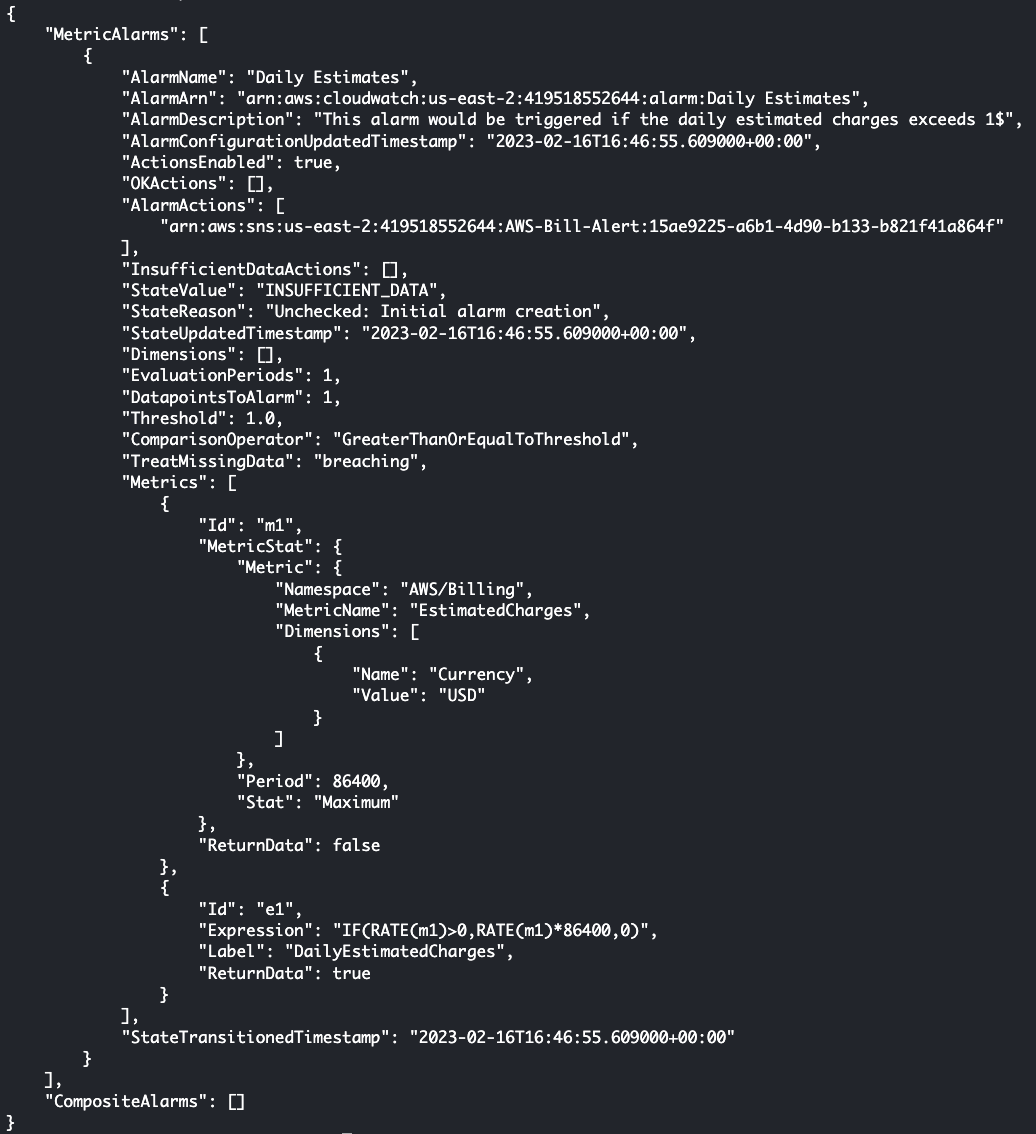 {
    "MetricAlarms": [
        {
            "AlarmName": "Daily Estimates",
            "AlarmArn": "arn:aws:cloudwatch:us-east-2:419518552644:alarm:Daily Estimates",
            "AlarmDescription": "This alarm would be triggered if the daily estimated charges exceeds 1$",
            "AlarmConfigurationUpdatedTimestamp": "2023-02-16T16:46:55.609000+00:00",
            "ActionsEnabled": true,
            "OKActions": [],
            "AlarmActions": [
                "arn:aws:sns:us-east-2:419518552644:AWS-Bill-Alert:15ae9225-a6b1-4d90-b133-b821f41a864f"
            ],
            "InsufficientDataActions": [],
            "StateValue": "INSUFFICIENT_DATA",
            "StateReason": "Unchecked: Initial alarm creation",
            "StateUpdatedTimestamp": "2023-02-16T16:46:55.609000+00:00",
            "Dimensions": [],
            "EvaluationPeriods": 1,
            "DatapointsToAlarm": 1,
            "Threshold": 1.0,
            "ComparisonOperator": "GreaterThanOrEqualToThreshold",
            "TreatMissingData": "breaching",
            "Metrics": [
                {
                    "Id": "m1",
                    "MetricStat": {
                        "Metric": {
                            "Namespace": "AWS/Billing",
                            "MetricName": "EstimatedCharges",
                            "Dimensions": [
                                {
                                    "Name": "Currency",
                                    "Value": "USD"
                                }
                            ]
                        },
                        "Period": 86400,
                        "Stat": "Maximum"
                    },
                    "ReturnData": false
                },
                {
                    "Id": "e1",
                    "Expression": "IF(RATE(m1)>0,RATE(m1)*86400,0)",
                    "Label": "DailyEstimatedCharges",
                    "ReturnData": true
                }
            ],
            "StateTransitionedTimestamp": "2023-02-16T16:46:55.609000+00:00"
        }
    ],
    "CompositeAlarms": []
}